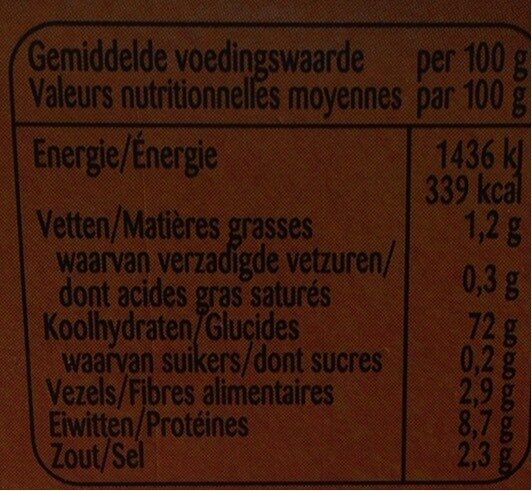 Gemiddelde voedingswaarde per 100 g
Valeurs nutritionnelles moyennes par 100 g
Energie/Énergie 1436 kJ
339 kcal
Vetten/Matières grasses 1,2 g
waarvan verzadigde vetzuren/
dont acides gras saturés 0,3 g
Koolhydraten/Glucides 72 g
waarvan suikers/dont sucres 0,2 g
Vezels/Fibres alimentaires 2,9 g
Eiwitten/Protéines 8,7 g
Zout/Sel 2,3 g